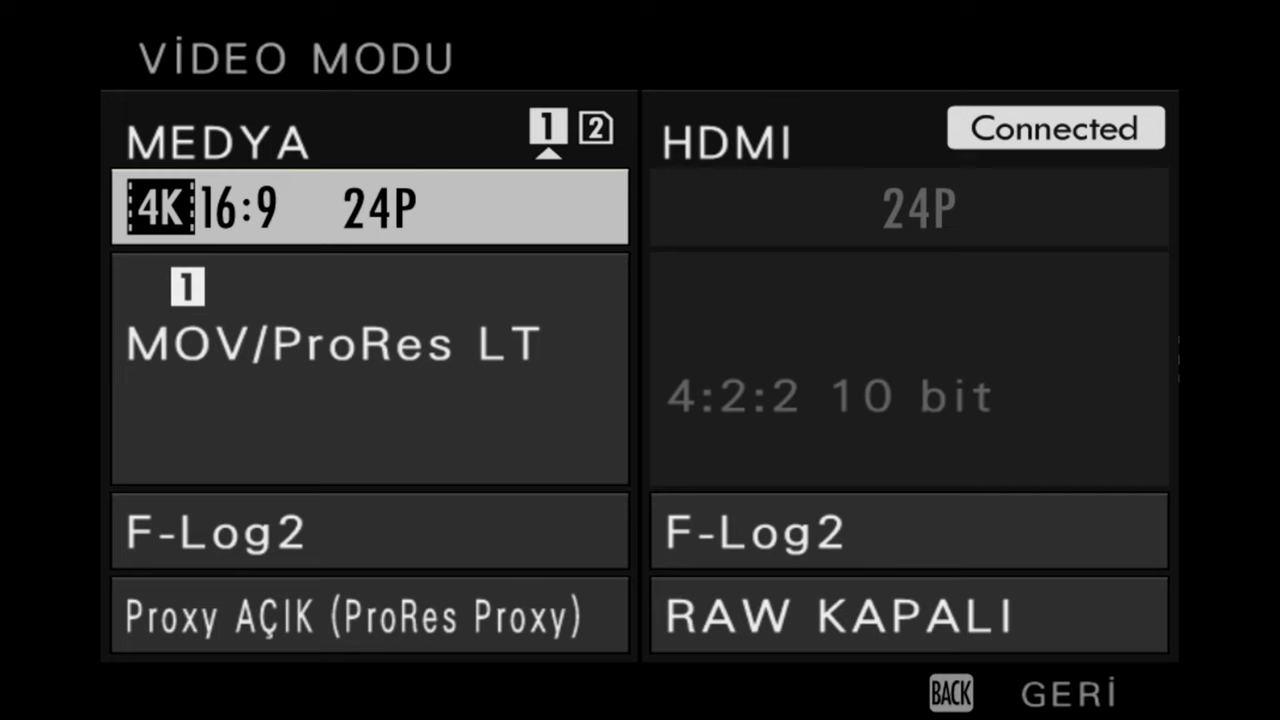 VİDEO MODU
MEDYA 1 2
4K 16:9 24P
1
MOV/ProRes LT
F-Log2
Proxy AÇIK (ProRes Proxy)
HDMI Connected
24P
4:2:2 10 bit
F-Log2
RAW KAPALI
BACK GERİ